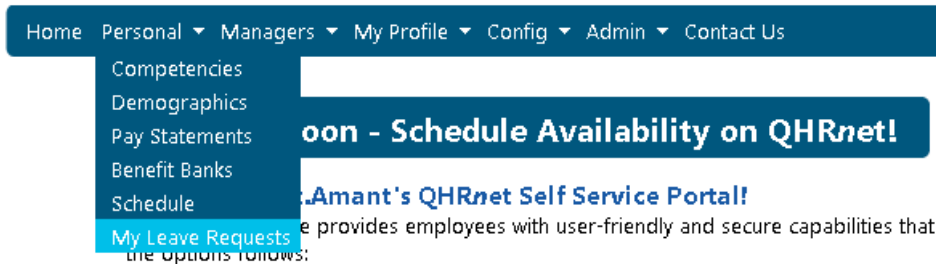 Home Personal Managers My Profile Config Admin Contact Us
Competencies
Demographics
Pay Statements
Benefit Banks
Schedule
My Leave Requests
oon - Schedule Availability on QHRnet!
.Amant's QHRnet Self Service Portal!
e provides employees with user-friendly and secure capabilities that
the options follows: